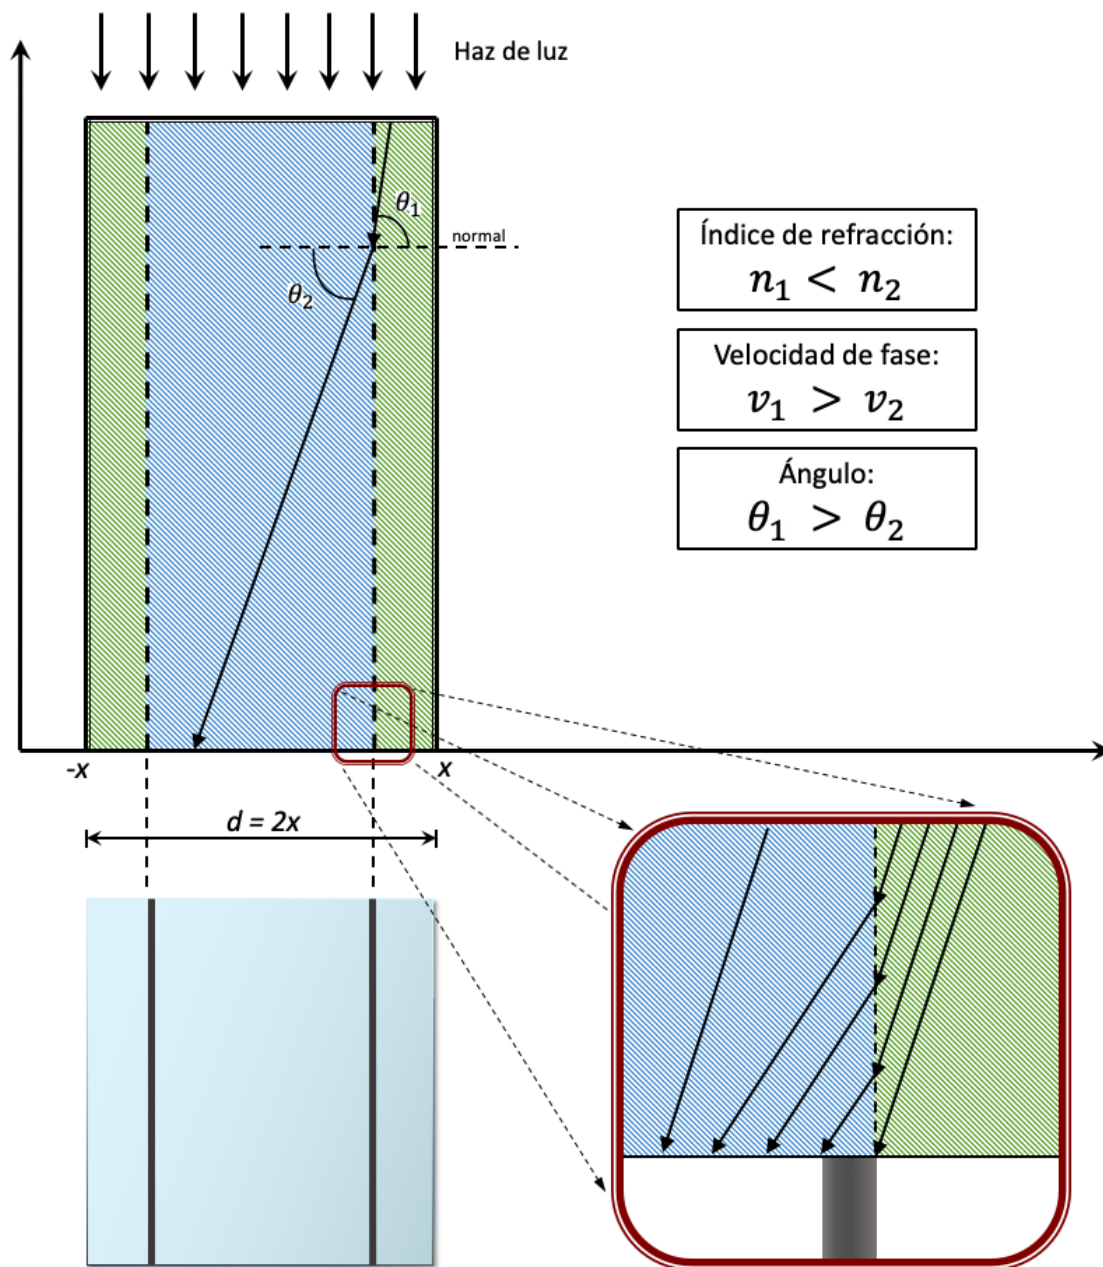 Haz de luz
θ1
normal
θ2
Índice de refracción:
n1 < n2
Velocidad de fase:
v1 > v2
Ángulo:
θ1 > θ2
-x
x
d = 2x